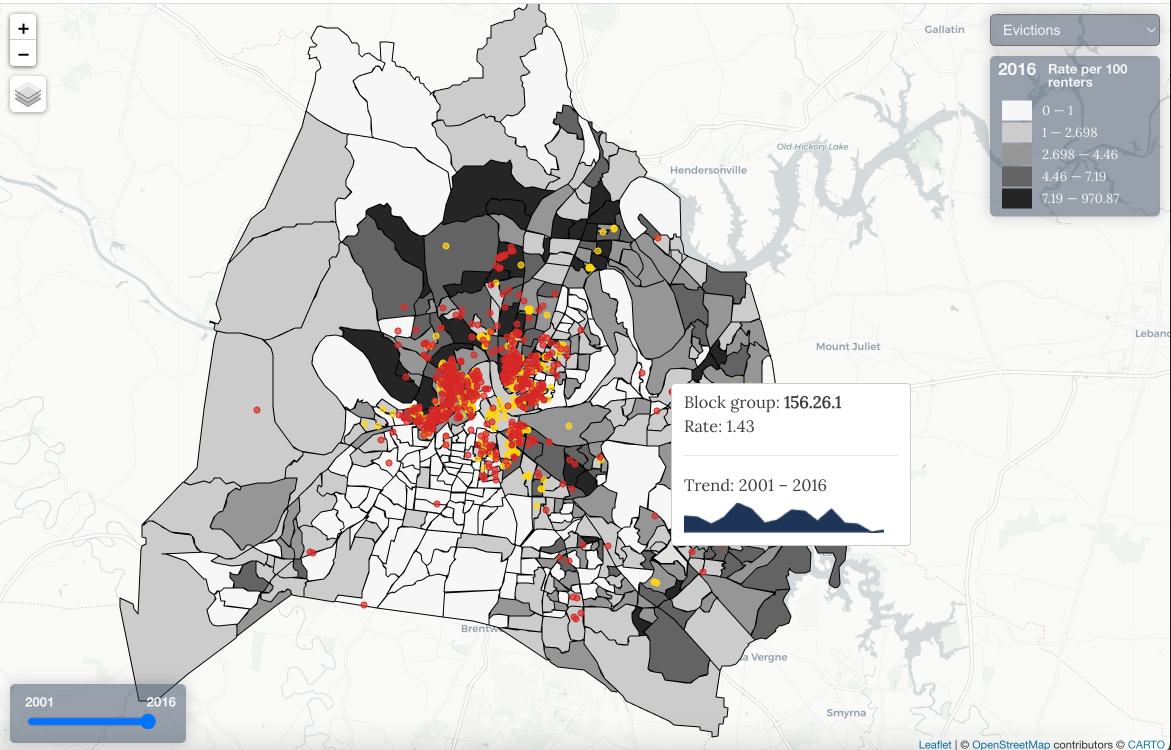 +
−
Gallatin
Evictions
2016 Rate per 100
renters
0 — 1
1 — 2.698
2.698 — 4.46
4.46 — 7.19
7.19 — 970.87
Old Hickory Lake
Hendersonville
Mount Juliet
Lebanc
Block group: 156.26.1
Rate: 1.43
Trend: 2001 – 2016
Brentw
a Vergne
Smyrna
2001 2016
Leaflet | © OpenStreetMap contributors © CARTO